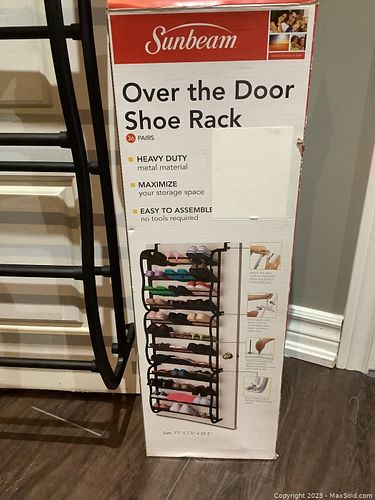 Sunbeam
Over the Door
Shoe Rack
36 PAIRS
HEAVY DUTY
metal material
MAXIMIZE
your storage space
EASY TO ASSEMBLE
no tools required
Copyright 2023 - MaxSold.com